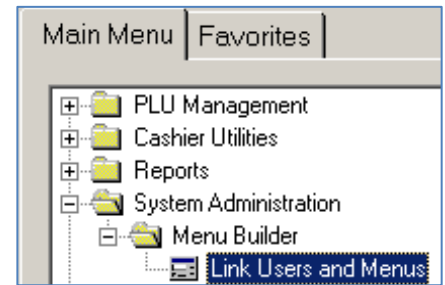 Main Menu Favorites
PLU Management
Cashier Utilities
Reports
System Administration
Menu Builder
Link Users and Menus